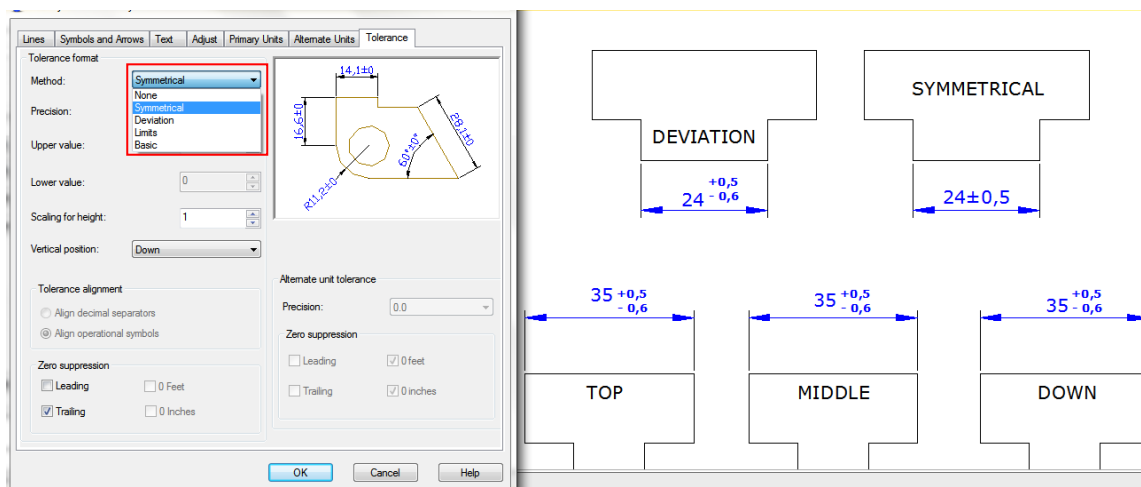 Lines Symbols and Arrows Text Adjust Primary Units Alternate Units Tolerance
Tolerance format
Method: Symmetrical
None
Symmetrical
Deviation
Limits
Basic
Precision:
Upper value:
Lower value: 0
Scaling for height: 1
Vertical position: Down
Tolerance alignment
Align decimal separators
Align operational symbols
Zero suppression
Leading 0 Feet
Trailing 0 Inches
14,1±0
16,6±0
28,1±0
60°±0°
R11,2±0
Alternate unit tolerance
Precision: 0.0
Zero suppression
Leading 0 feet
Trailing 0 inches
OK Cancel Help
DEVIATION
24 +0,5
- 0,6
SYMMETRICAL
24±0,5
35 +0,5
- 0,6
TOP
35 +0,5
- 0,6
MIDDLE
35 +0,5
- 0,6
DOWN